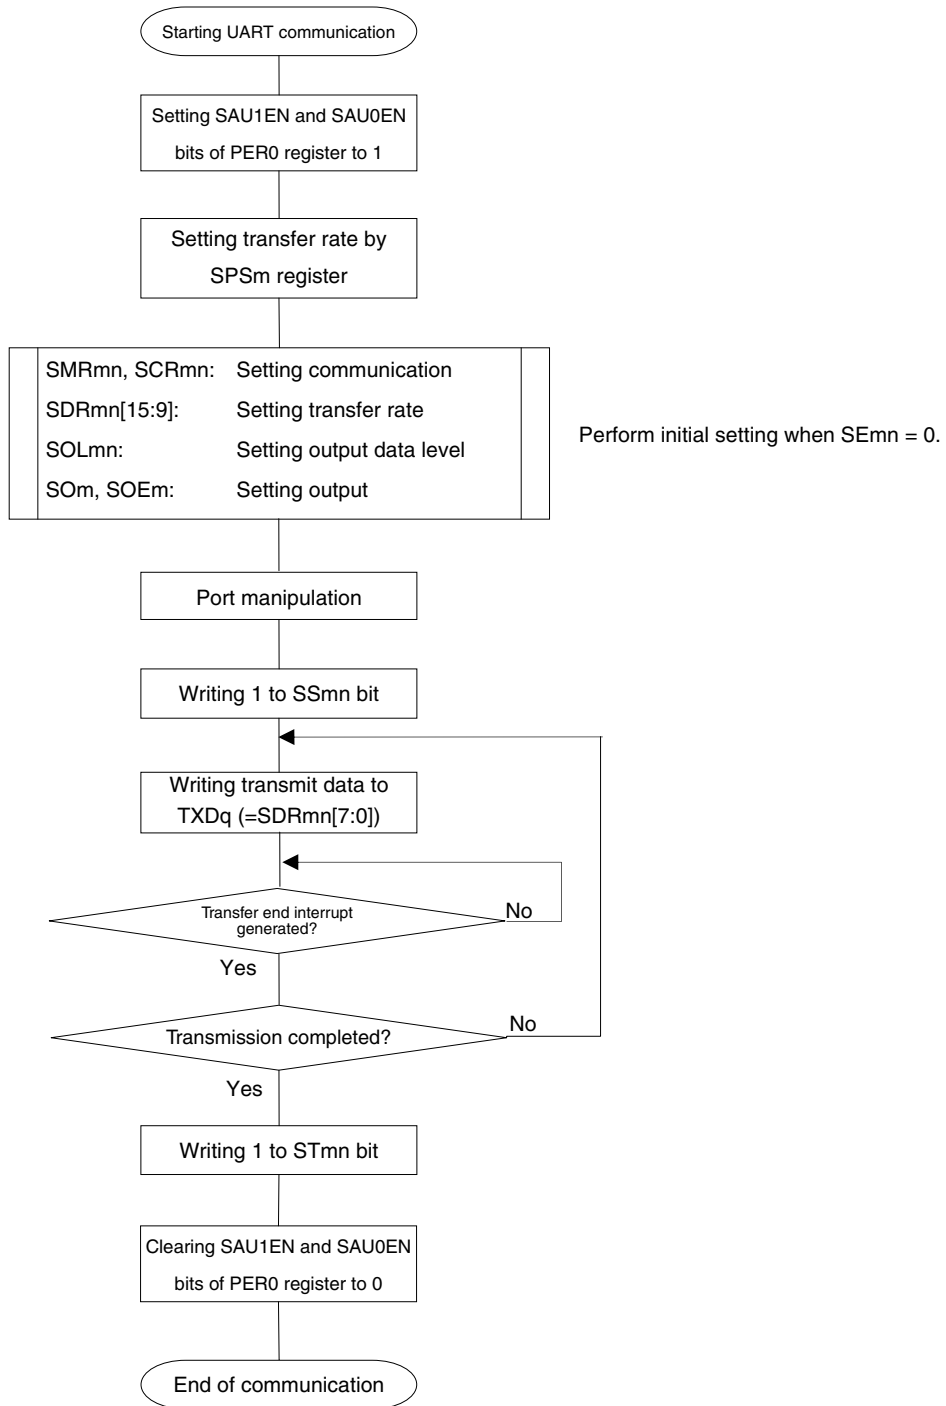 Starting UART communication
Setting SAU1EN and SAU0EN
bits of PER0 register to 1
Setting transfer rate by
SPSm register
SMRmn, SCRmn: Setting communication
SDRmn[15:9]: Setting transfer rate
SOLmn: Setting output data level
SOm, SOEm: Setting output
Perform initial setting when SEmn = 0.
Port manipulation
Writing 1 to SSmn bit
Writing transmit data to
TXDq (=SDRmn[7:0])
Transfer end interrupt
generated?
No
Yes
Transmission completed?
No
Yes
Writing 1 to STmn bit
Clearing SAU1EN and SAU0EN
bits of PER0 register to 0
End of communication